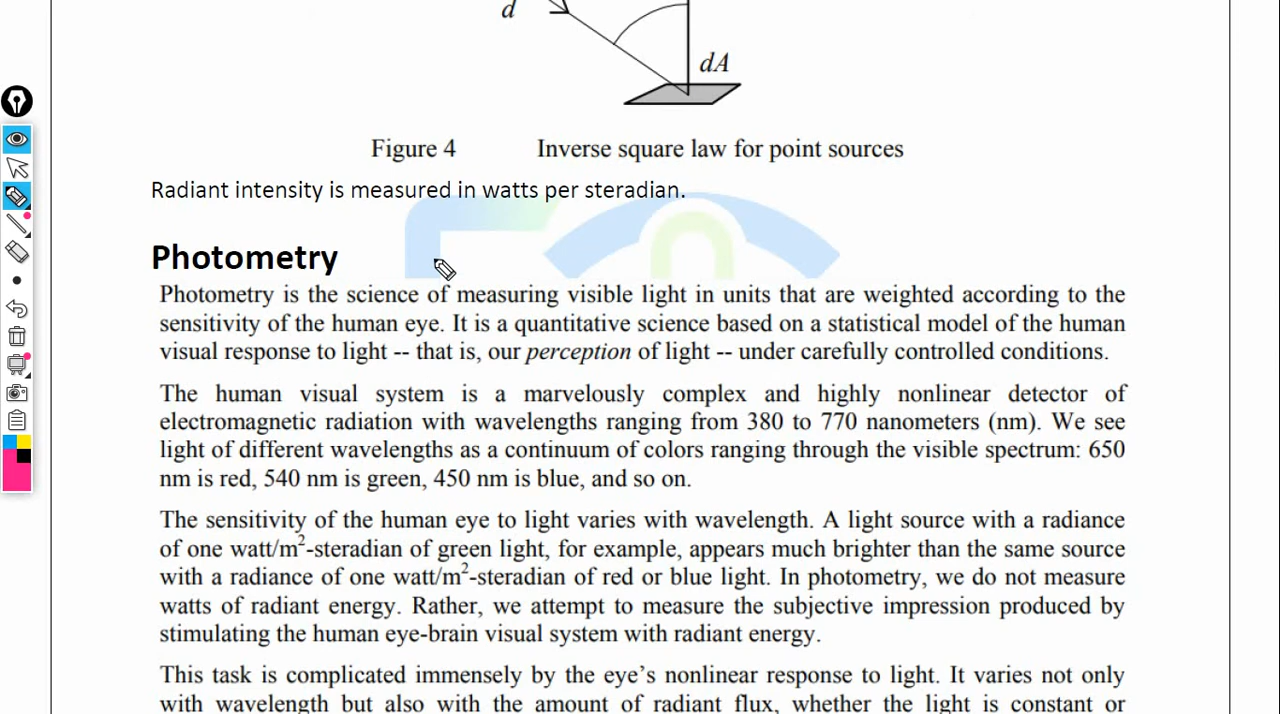 d
dA
Figure 4 Inverse square law for point sources
Radiant intensity is measured in watts per steradian.
Photometry
Photometry is the science of measuring visible light in units that are weighted according to the
sensitivity of the human eye. It is a quantitative science based on a statistical model of the human
visual response to light -- that is, our perception of light -- under carefully controlled conditions.
The human visual system is a marvelously complex and highly nonlinear detector of
electromagnetic radiation with wavelengths ranging from 380 to 770 nanometers (nm). We see
light of different wavelengths as a continuum of colors ranging through the visible spectrum: 650
nm is red, 540 nm is green, 450 nm is blue, and so on.
The sensitivity of the human eye to light varies with wavelength. A light source with a radiance
of one watt/m²-steradian of green light, for example, appears much brighter than the same source
with a radiance of one watt/m²-steradian of red or blue light. In photometry, we do not measure
watts of radiant energy. Rather, we attempt to measure the subjective impression produced by
stimulating the human eye-brain visual system with radiant energy.
This task is complicated immensely by the eye's nonlinear response to light. It varies not only
with wavelength but also with the amount of radiant flux, whether the light is constant or